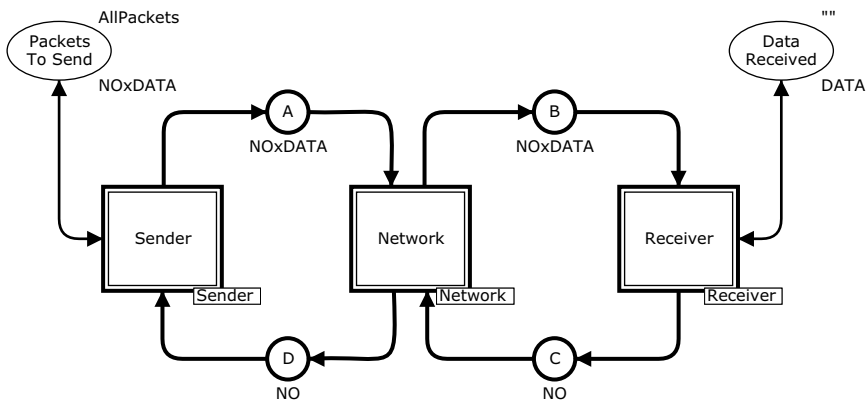 AllPackets
Packets
To Send
NOxDATA
""
Data
Received
DATA
A
NOxDATA
B
NOxDATA
Sender
Sender
Network
Network
Receiver
Receiver
D
NO
C
NO